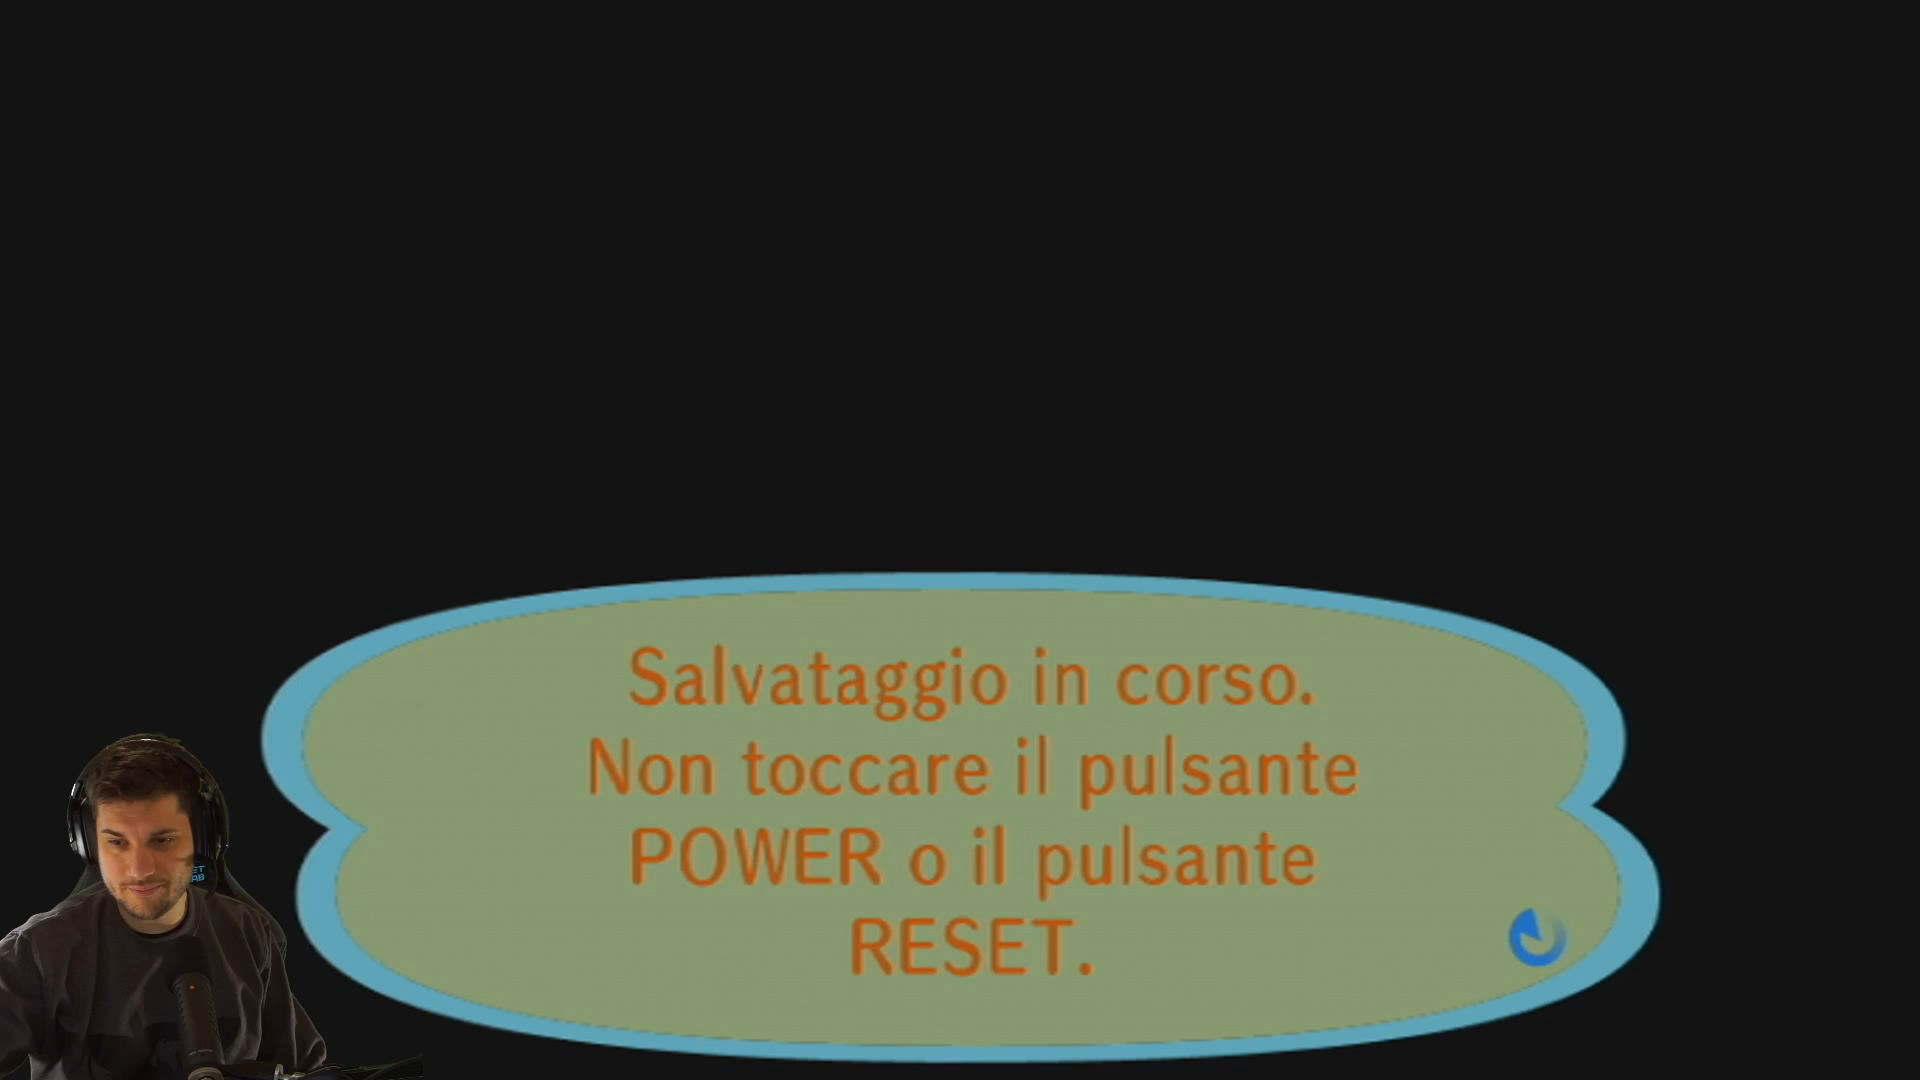 Salvataggio in corso.
Non toccare il pulsante
POWER o il pulsante
RESET.